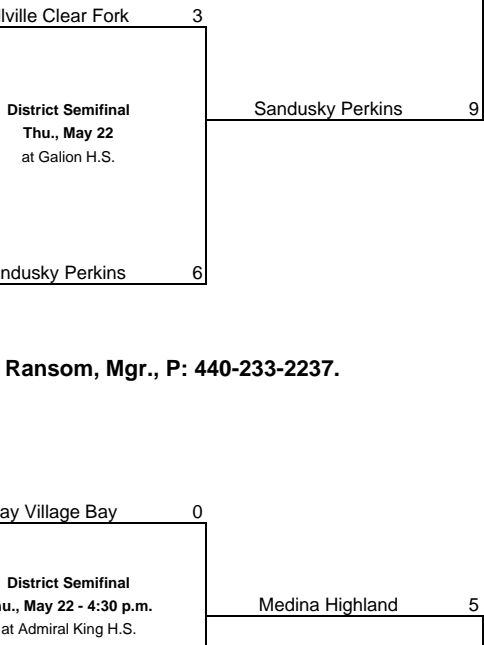 lville Clear Fork 3
District Semifinal
Thu., May 22
at Galion H.S.
Sandusky Perkins 9
ndusky Perkins 6
Ransom, Mgr., P: 440-233-2237.
ay Village Bay 0
District Semifinal
u., May 22 - 4:30 p.m.
at Admiral King H.S.
Medina Highland 5